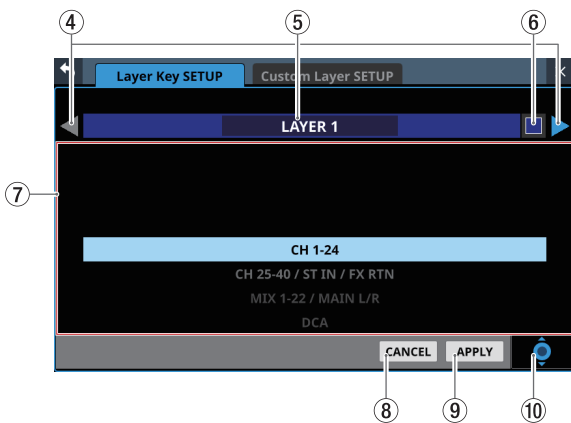 ④ ⑤ ⑥
Layer Key SETUP Custom Layer SETUP
LAYER 1
⑦
CH 1-24
CH 25-40 / ST IN / FX RTN
MIX 1-22 / MAIN L/R
DCA
CANCEL APPLY
⑧ ⑨ ⑩